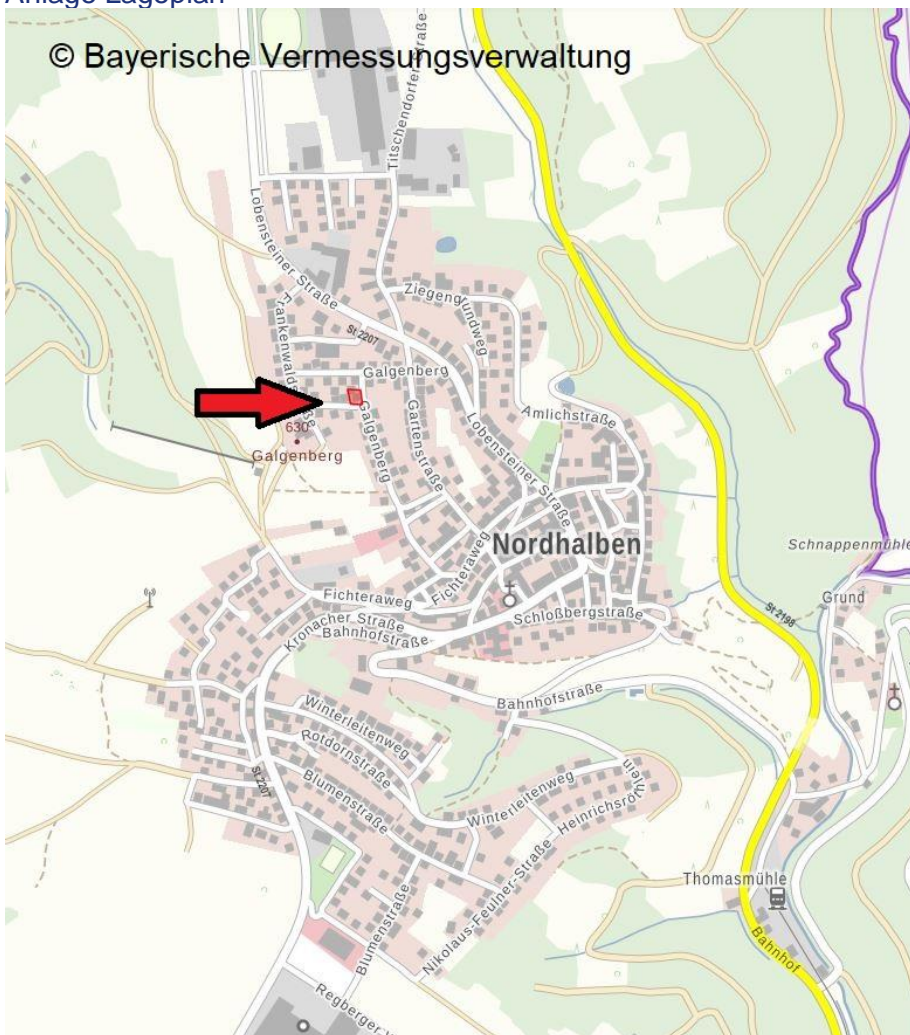 Anlage Lageplan
© Bayerische Vermessungsverwaltung
Titschendorfer Straße
Lobensteiner Straße
Ziegengrundweg
Frankenwaldstraße
St 2207
Galgenberg
Galgenberg
Gartenstraße
Amlichstraße
630
Galgenberg
Lobensteiner Straße
Nordhalben
Schnappenmühle
Fichteraweg
Grund
Fichteraweg
Schloßbergstraße
St 2198
Kronacher Straße
Bahnhofstraße
Bahnhofstraße
Winterleitenweg
Rotdornstraße
St 2207
Blumenstraße
Winterleitenweg
Heinrichsröthlein
Thomasmühle
Nikolaus-Feulner-Straße
Blumenstraße
Bahnhof
Regberger